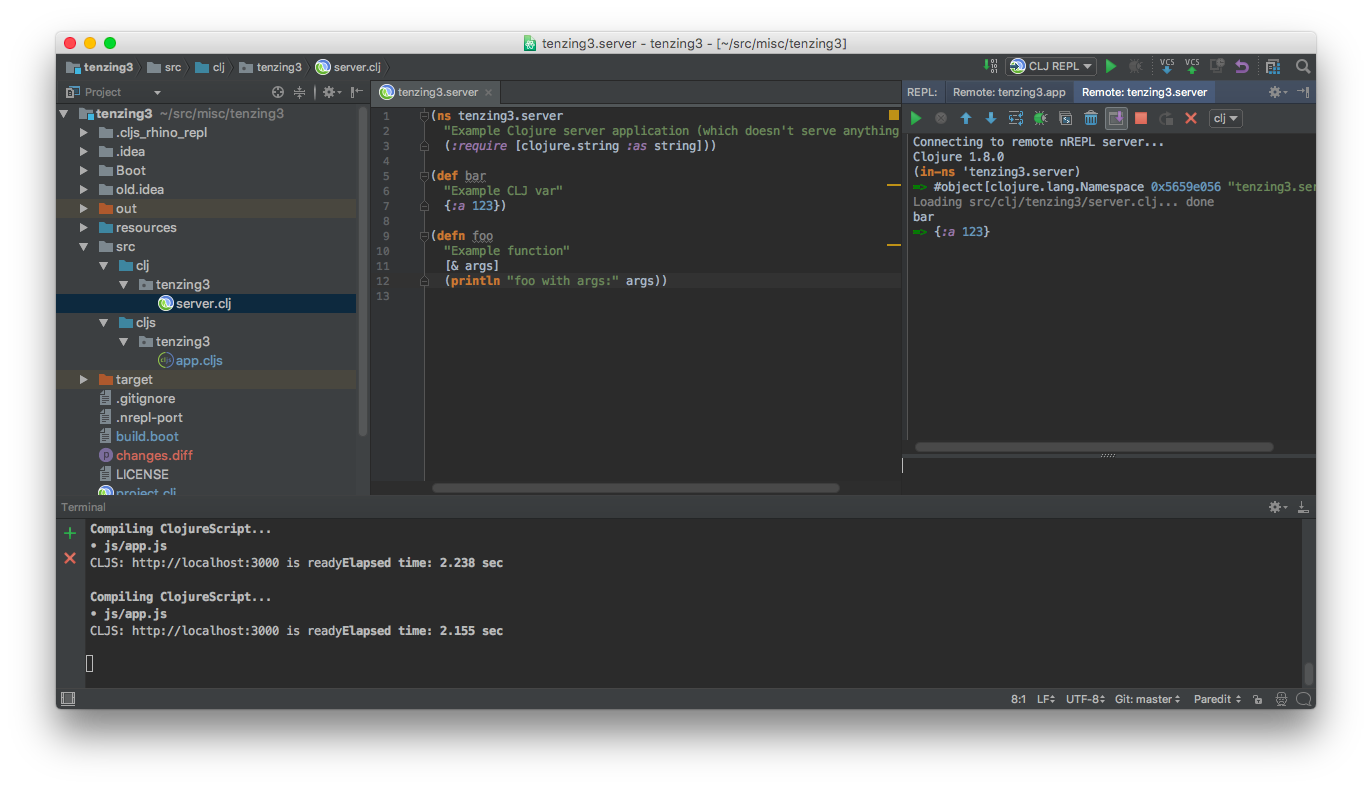 tenzing3.server - tenzing3 - [~/src/misc/tenzing3]
tenzing3 src clj tenzing3 server.clj
CLJ REPL VCS VCS
Project
tenzing3.server
REPL: Remote: tenzing3.app Remote: tenzing3.server
tenzing3 ~/src/misc/tenzing3
.cljs_rhino_repl
.idea
Boot
old.idea
out
resources
src
clj
tenzing3
server.clj
cljs
tenzing3
app.cljs
target
.gitignore
.nrepl-port
build.boot
changes.diff
LICENSE
project.clj
1 (ns tenzing3.server
2 "Example Clojure server application (which doesn't serve anything
3 (:require [clojure.string :as string]))
4
5 (def bar
6 "Example CLJ var"
7 {:a 123})
8
9 (defn foo
10 "Example function"
11 [& args]
12 (println "foo with args:" args))
13
clj
Connecting to remote nREPL server...
Clojure 1.8.0
(in-ns 'tenzing3.server)
=> #object[clojure.lang.Namespace 0x5659e056 "tenzing3.se
Loading src/clj/tenzing3/server.clj... done
bar
=> {:a 123}
Terminal
Compiling ClojureScript...
• js/app.js
CLJS: http://localhost:3000 is readyElapsed time: 2.238 sec
Compiling ClojureScript...
• js/app.js
CLJS: http://localhost:3000 is readyElapsed time: 2.155 sec
8:1 LF UTF-8 Git: master Paredit